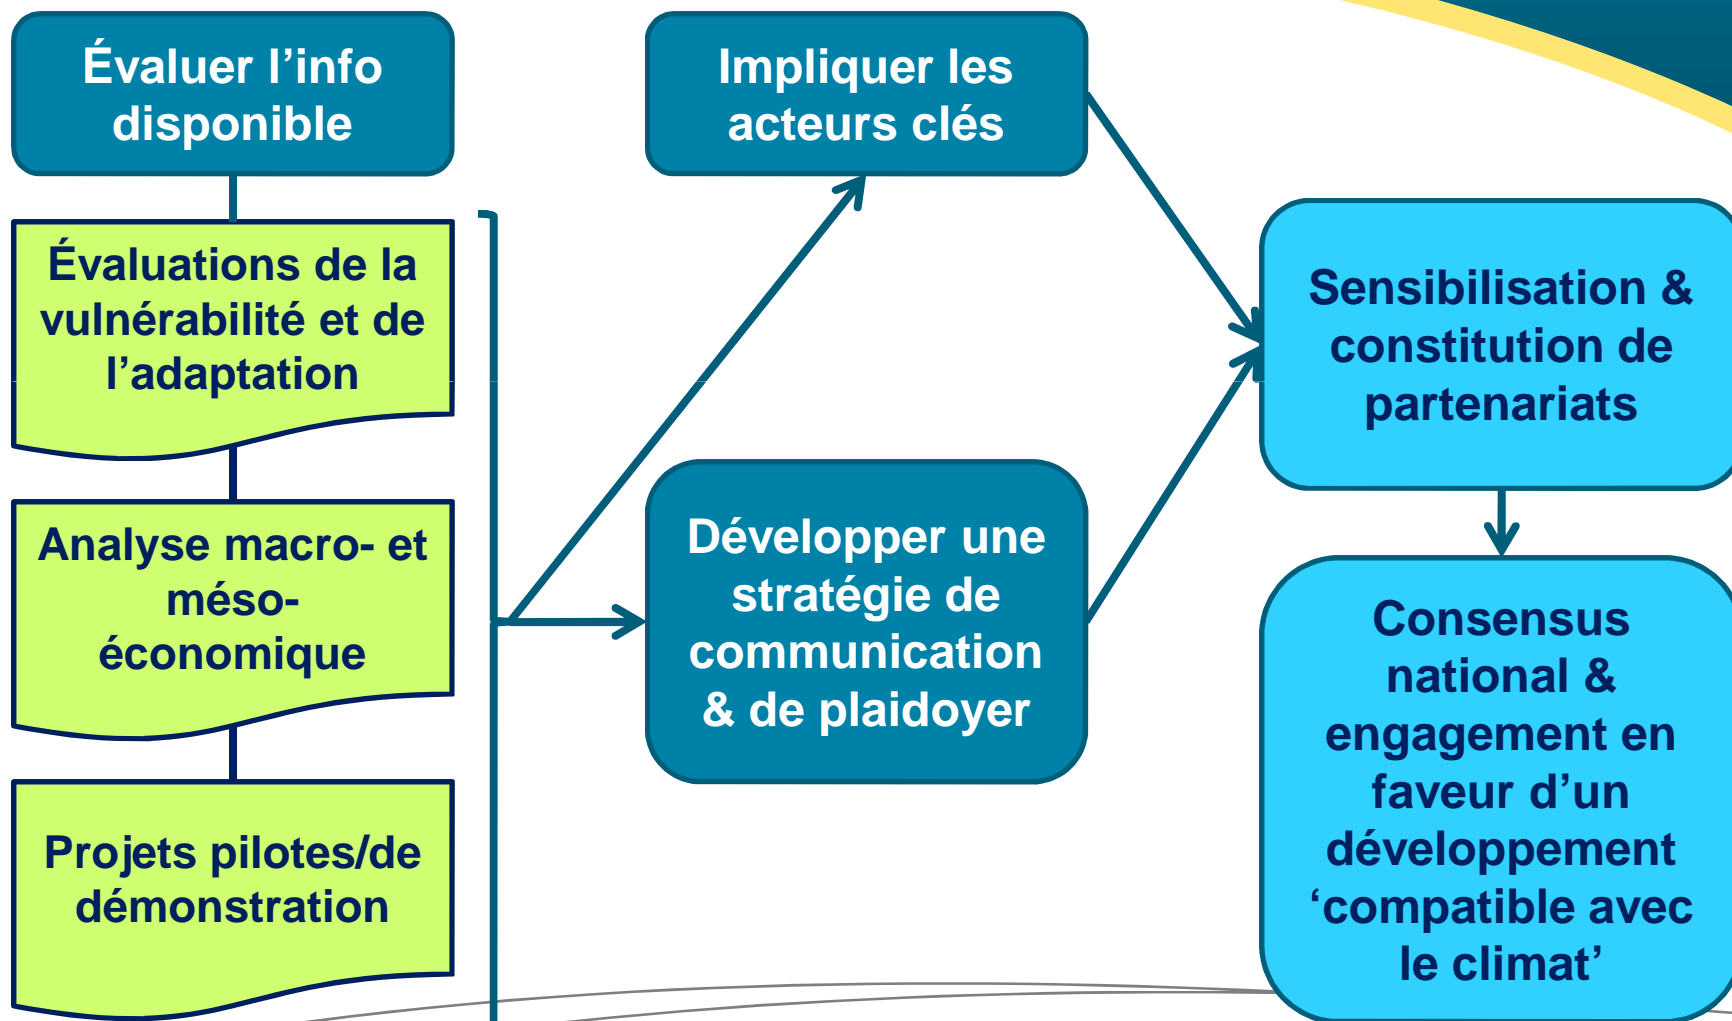 Évaluer l’info
disponible
Évaluations de la
vulnérabilité et de
l’adaptation
Analyse macro- et
méso-
économique
Projets pilotes/de
démonstration
Impliquer les
acteurs clés
Développer une
stratégie de
communication
& de plaidoyer
Sensibilisation &
constitution de
partenariats
Consensus
national &
engagement en
faveur d’un
développement
‘compatible avec
le climat’